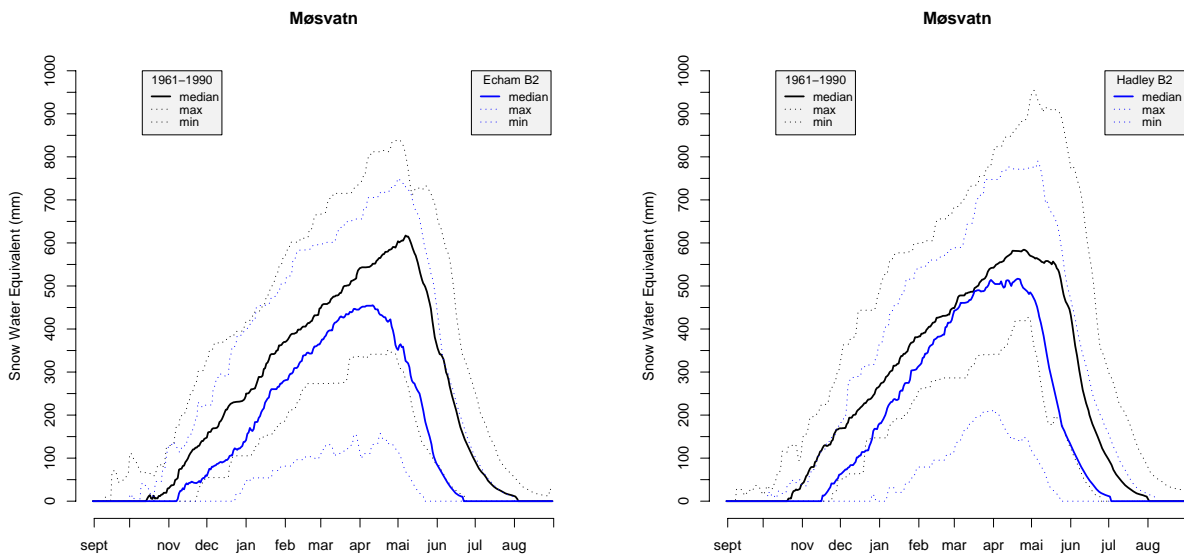 Møsvatn
Snow Water Equivalent (mm)
0 100 200 300 400 500 600 700 800 900 1000
1961−1990
median
max
min
Echam B2
median
max
min
sept nov dec jan feb mar apr mai jun jul aug
Møsvatn
Snow Water Equivalent (mm)
0 100 200 300 400 500 600 700 800 900 1000
1961−1990
median
max
min
Hadley B2
median
max
min
sept nov dec jan feb mar apr mai jun jul aug